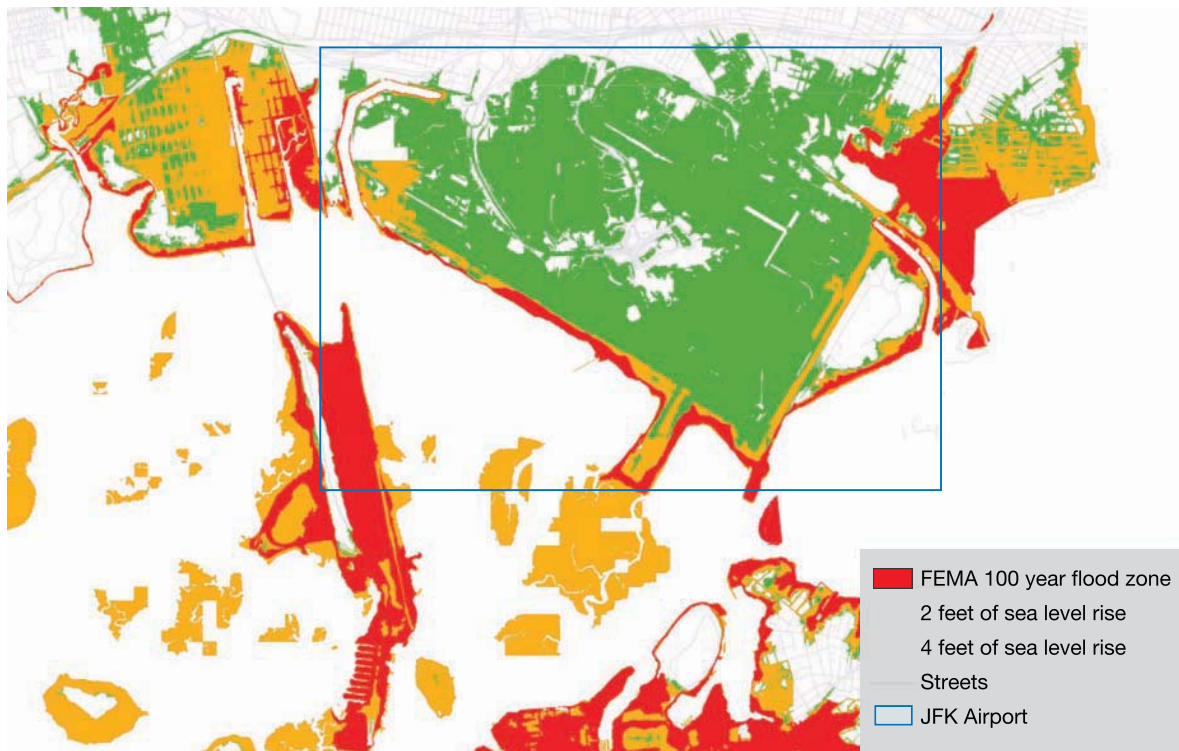 FEMA 100 year flood zone
2 feet of sea level rise
4 feet of sea level rise
Streets
JFK Airport